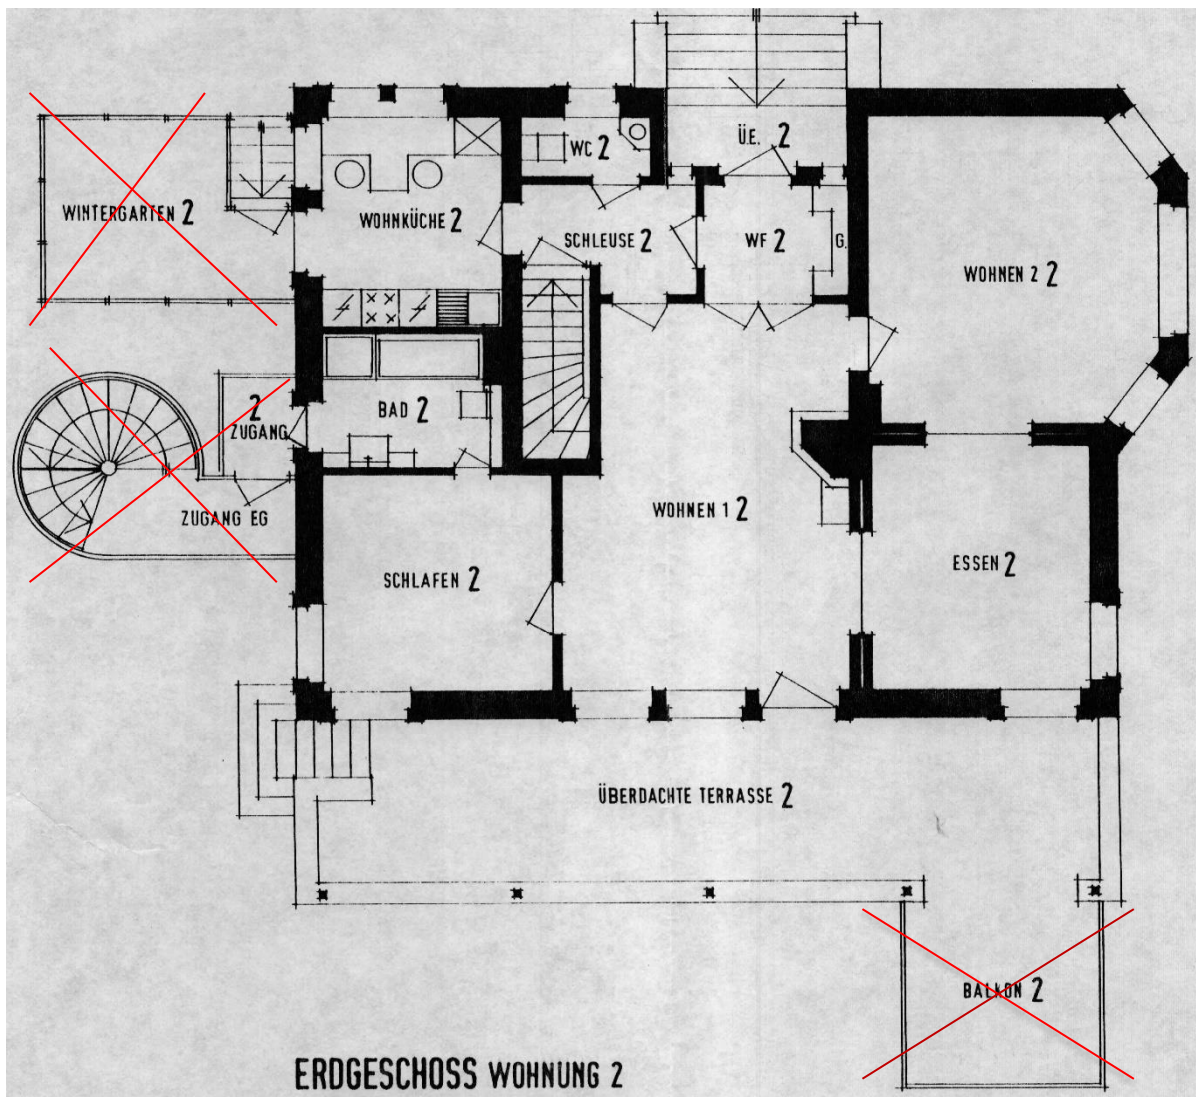 Ü.E. 2
WC 2
WINTERGARTEN 2
WOHNKÜCHE 2
SCHLEUSE 2
WF 2
G.
WOHNEN 2 2
2
ZUGANG
BAD 2
ZUGANG EG
WOHNEN 1 2
SCHLAFEN 2
ESSEN 2
ÜBERDACHTE TERRASSE 2
BALKON 2
ERDGESCHOSS WOHNUNG 2